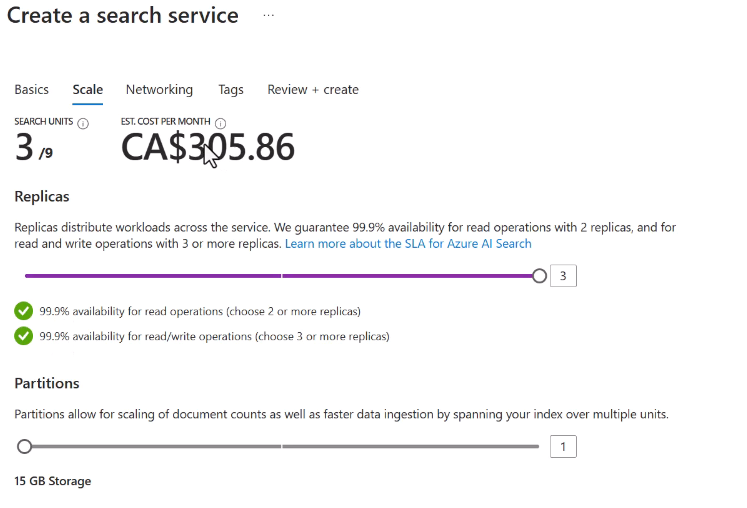 Create a search service ...
Basics Scale Networking Tags Review + create
SEARCH UNITS EST. COST PER MONTH
3 /9 CA$305.86
Replicas
Replicas distribute workloads across the service. We guarantee 99.9% availability for read operations with 2 replicas, and for
read and write operations with 3 or more replicas. Learn more about the SLA for Azure AI Search
3
99.9% availability for read operations (choose 2 or more replicas)
99.9% availability for read/write operations (choose 3 or more replicas)
Partitions
Partitions allow for scaling of document counts as well as faster data ingestion by spanning your index over multiple units.
1
15 GB Storage